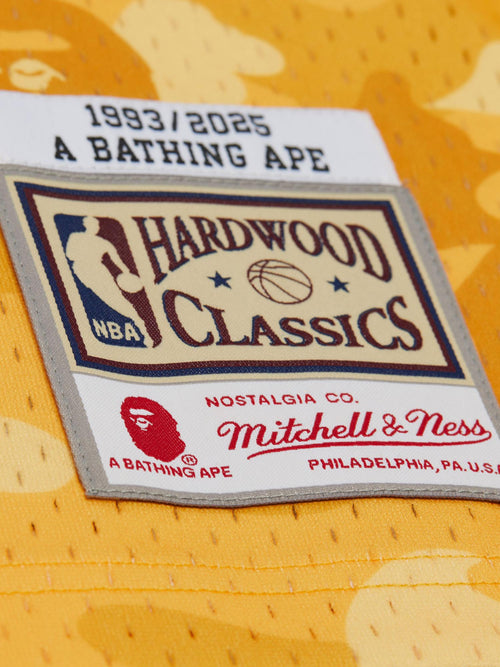 1993/2025
A BATHING APE
HARDWOOD
CLASSICS
NBA
NOSTALGIA CO.
Mitchell & Ness
PHILADELPHIA, PA. U.S.
A BATHING APE®